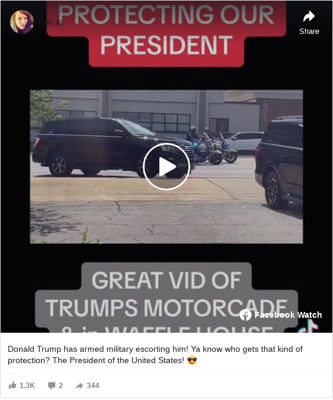 PROTECTING OUR
PRESIDENT
Share
GREAT VID OF
TRUMPS MOTORCADE
& in WAFFLE HOUSE
Facebook Watch
Donald Trump has armed military escorting him! Ya know who gets that kind of
protection? The President of the United States! 😎
1.3K
2
344